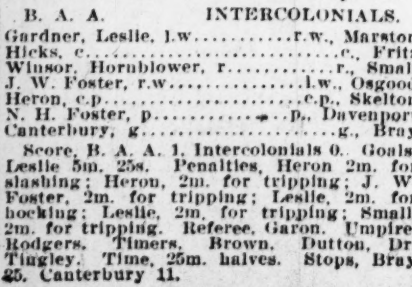 B. A. A. INTERCOLONIALS.
Gardner, Leslie, l.w..............r.w., Marston
Hicks, c..............................c., Frit
Winsor, Hornblower, r..............r., Smal
J. W. Foster, r.w................l.w., Osgood
Heron, c.p........................c.p., Skelton
N. H. Foster, p..................p., Davenpor
Canterbury, g........................g., Bray
Score, B. A. A 1, Intercolonials 0. Goals
Leslie 5m. 25s. Penalties, Heron 2m. fo
slashing; Heron, 2m. for tripping; J. W
Foster, 2m. for tripping; Leslie, 2m. fo
hocking; Leslie, 2m, for tripping; Small
2m. for tripping. Referee, Garon. Umpire
Rodgers. Timers, Brown, Dutton, Dr
Tingley. Time, 25m. halves. Stops, Bray
25, Canterbury 11.